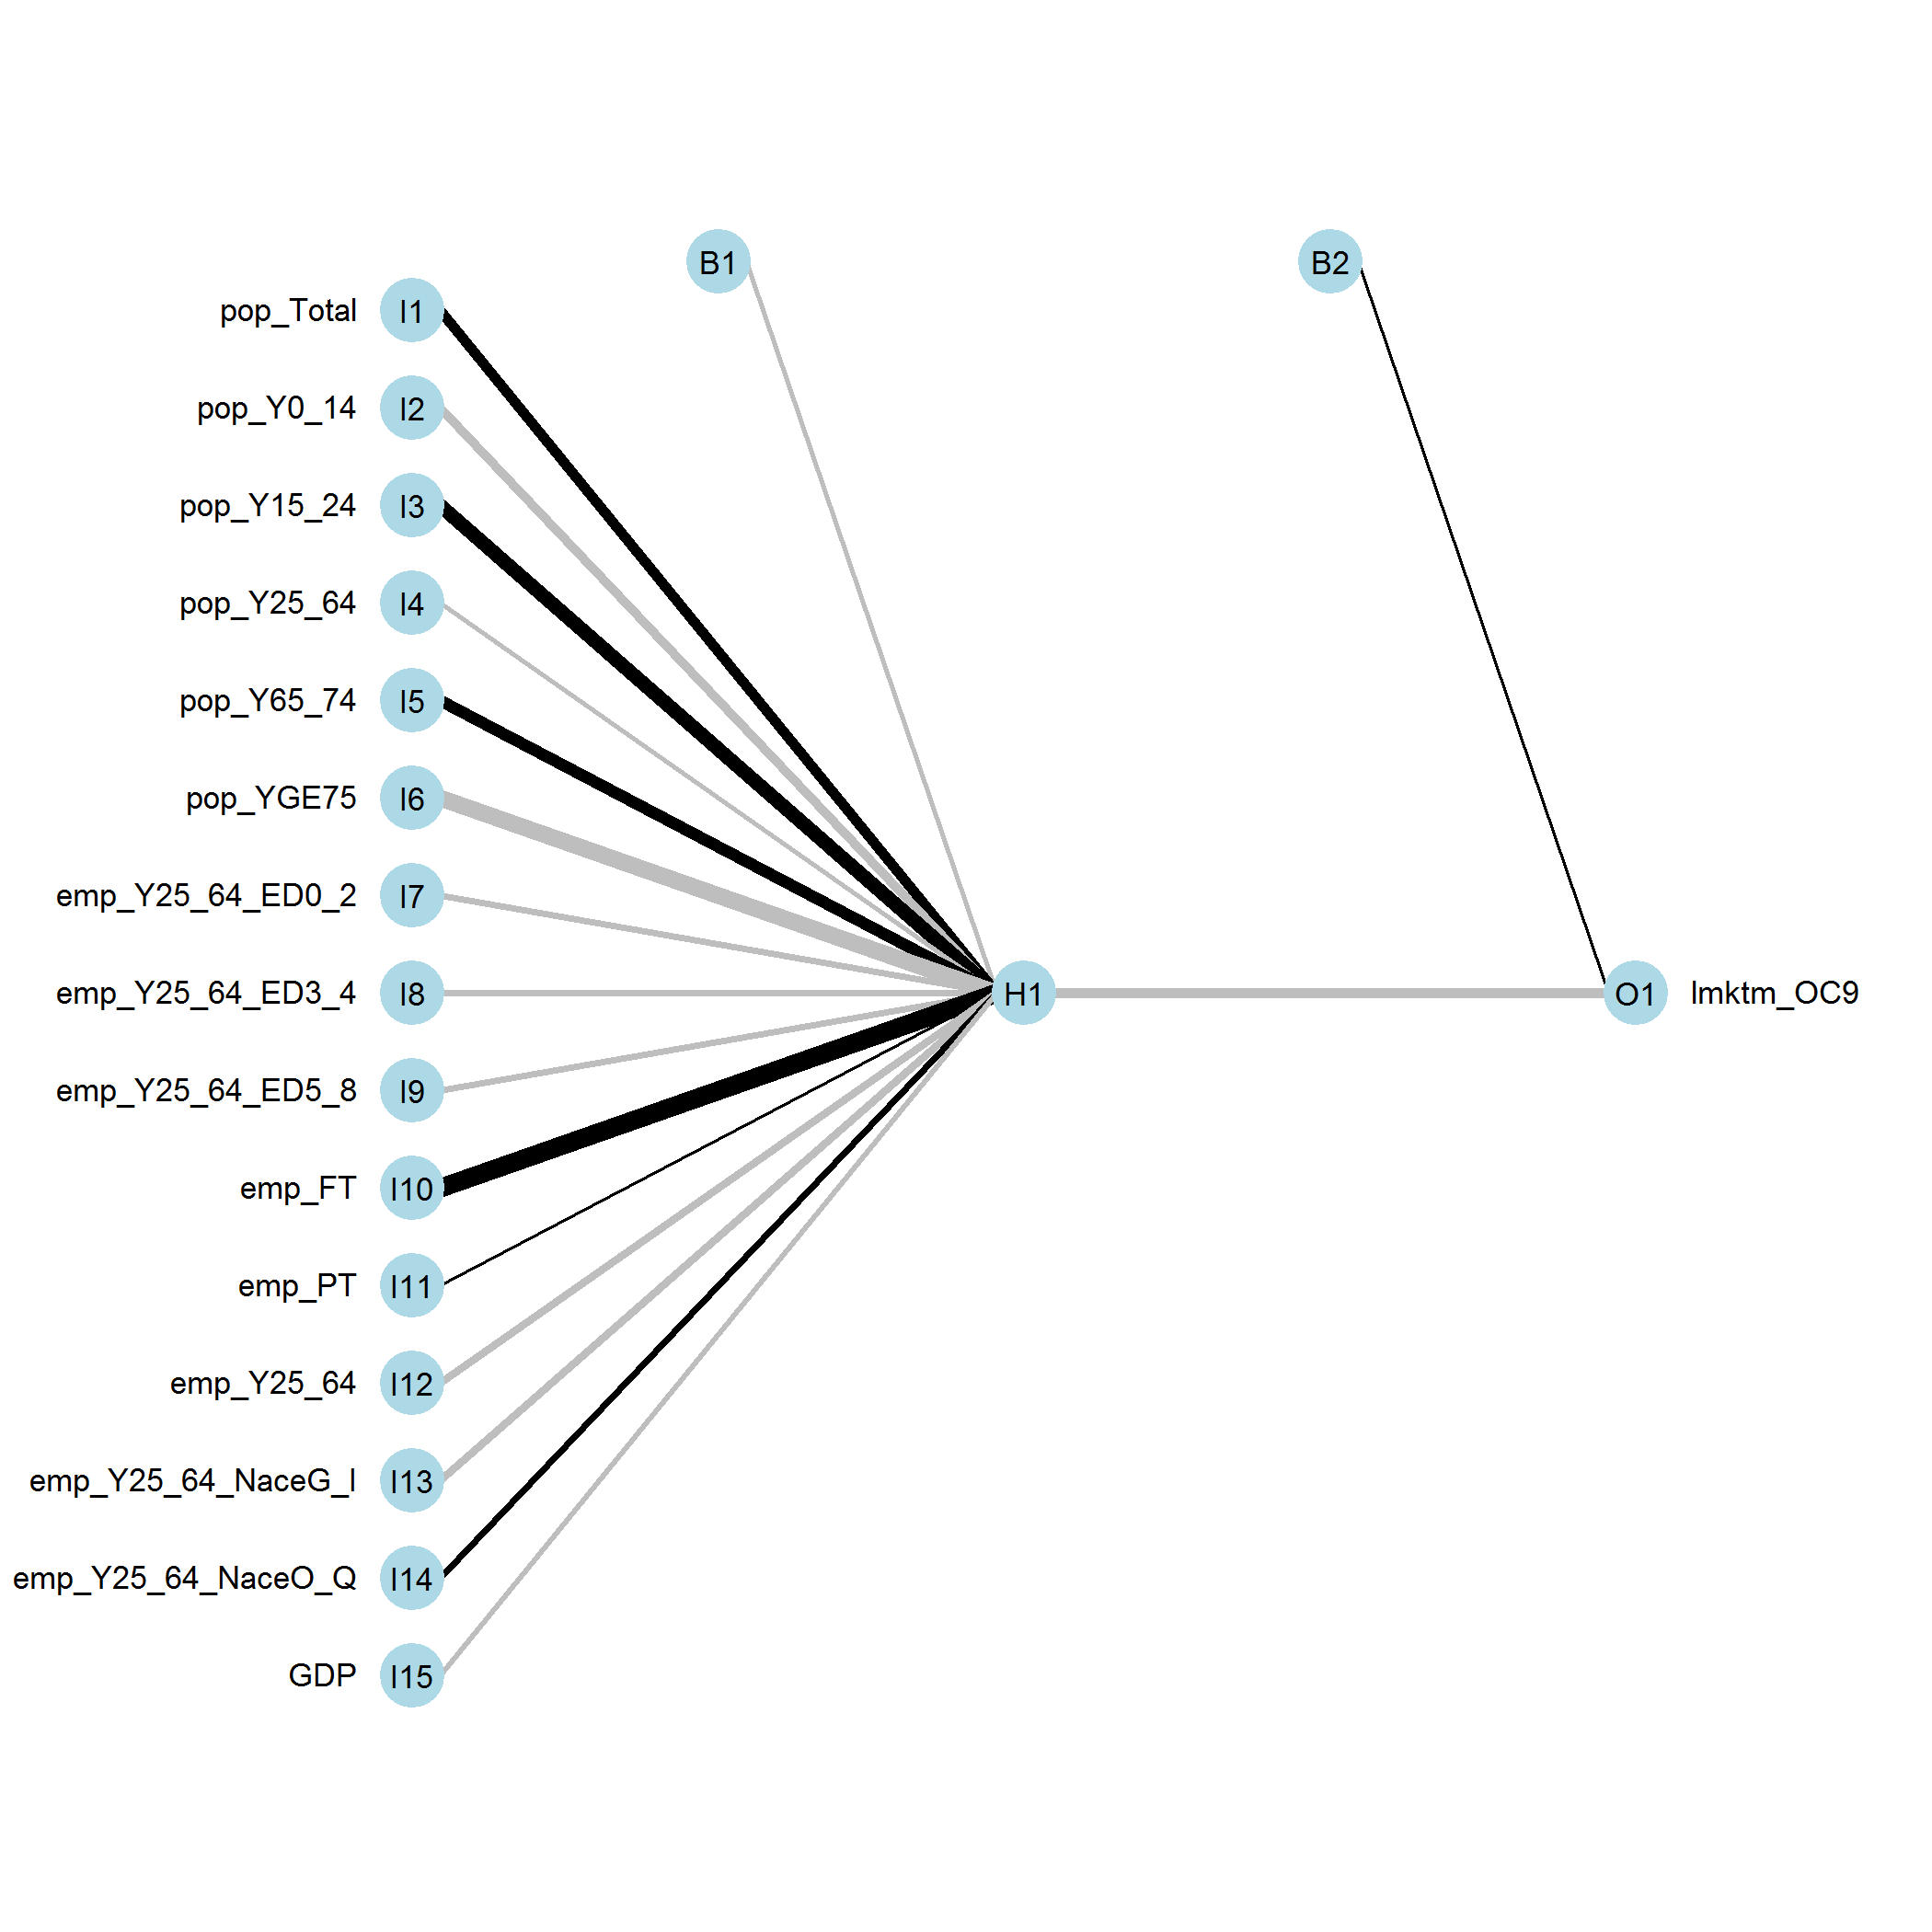 B1
B2
pop_Total I1
pop_Y0_14 I2
pop_Y15_24 I3
pop_Y25_64 I4
pop_Y65_74 I5
pop_YGE75 I6
emp_Y25_64_ED0_2 I7
emp_Y25_64_ED3_4 I8
H1
O1 lmktm_OC9
emp_Y25_64_ED5_8 I9
emp_FT I10
emp_PT I11
emp_Y25_64 I12
emp_Y25_64_NaceG_I I13
emp_Y25_64_NaceO_Q I14
GDP I15